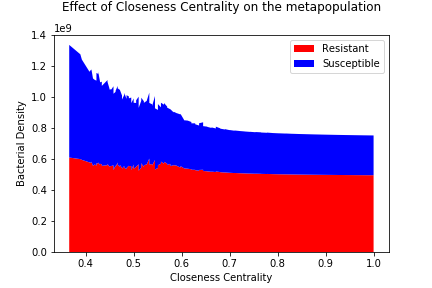 Effect of Closeness Centrality on the metapopulation
1e9
1.4
1.2
1.0
0.8
0.6
0.4
0.2
0.0
Bacterial Density
Resistant
Susceptible
0.4 0.5 0.6 0.7 0.8 0.9 1.0
Closeness Centrality